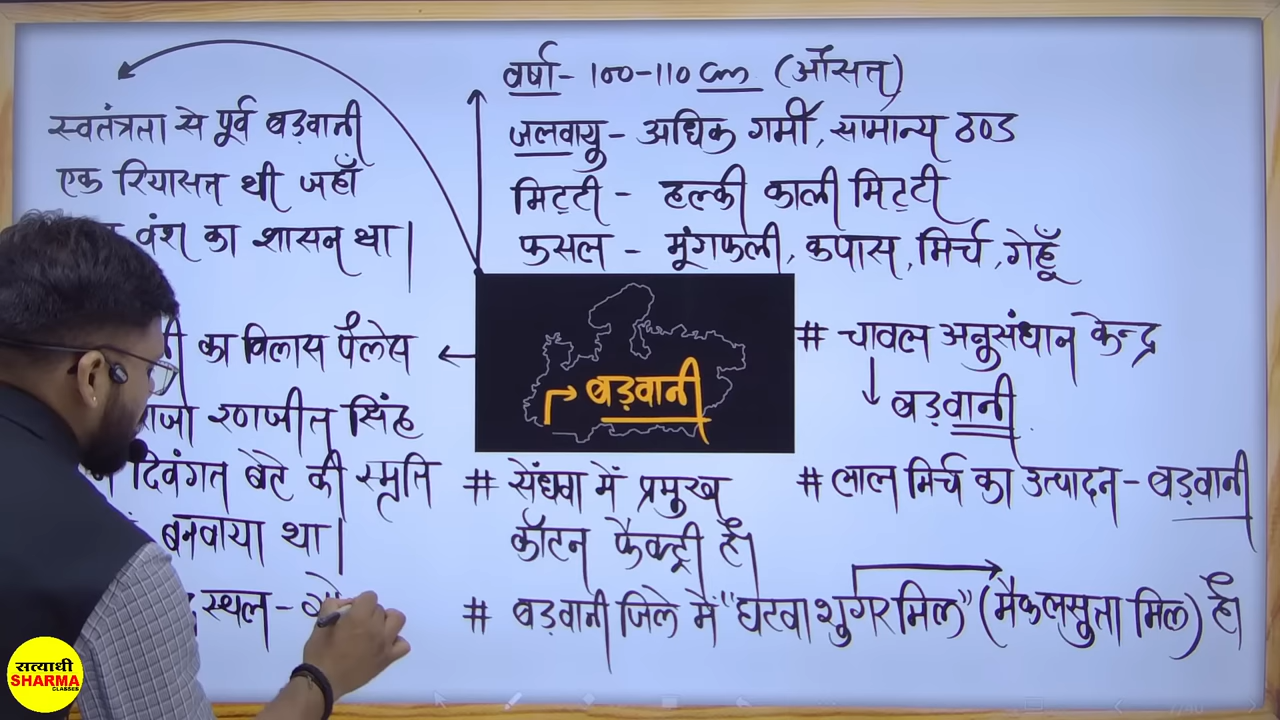 वर्षा - 100-110 cm (औसत)
जलवायु - अधिक गर्मी, सामान्य ठण्ड
मिट्टी - हल्की काली मिट्टी
फसल - मूंगफली, कपास, मिर्च, गेहूँ
स्वतंत्रता से पूर्व बड़वानी
एक रियासत थी जहाँ
वंश का शासन था।
का विलास पैलेस
रणजीत सिंह
दिवंगत बेटे की स्मृति
बनवाया था।
स्थल -
बड़वानी
# चावल अनुसंधान केन्द्र
बड़वानी
# सेंधवा में प्रमुख
कॉटन फैक्ट्री है।
# लाल मिर्च का उत्पादन - बड़वानी
# बड़वानी जिले में "घटवा शुगर मिल" (मैकलसुता मिल) है।
सत्याधी
SHARMA
CLASSES